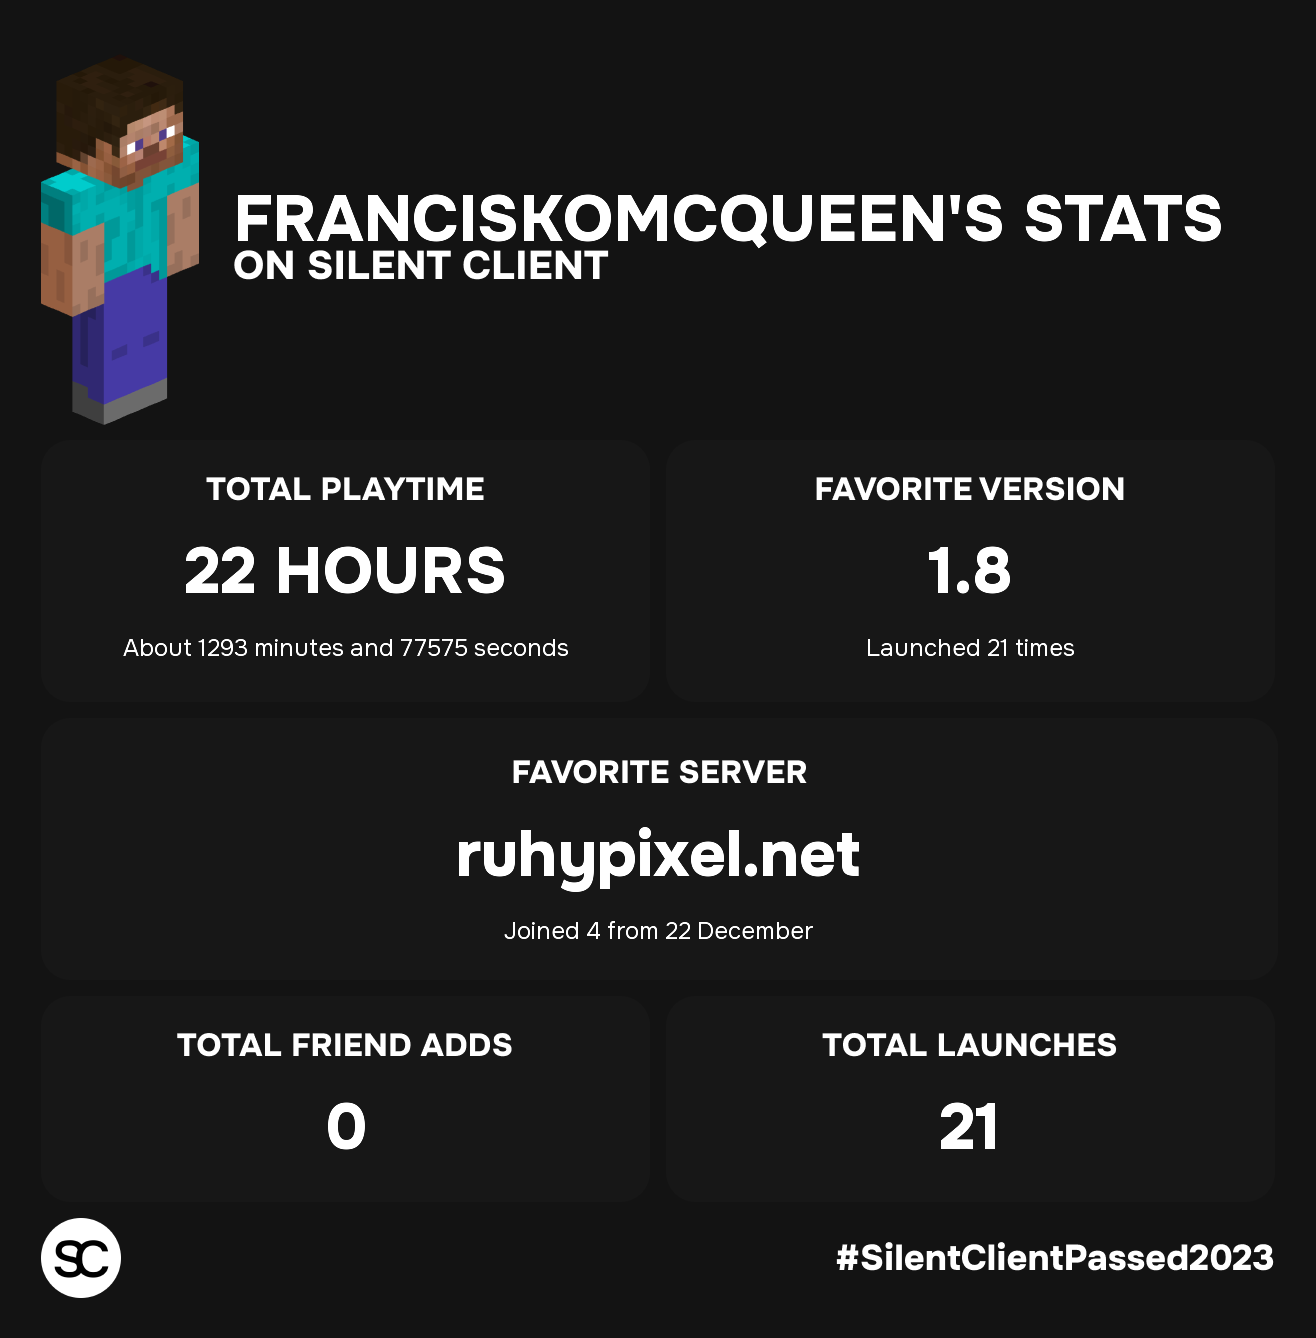 FRANCISKOMCQUEEN'S STATS
ON SILENT CLIENT
TOTAL PLAYTIME
22 HOURS
About 1293 minutes and 77575 seconds
FAVORITE VERSION
1.8
Launched 21 times
FAVORITE SERVER
ruhypixel.net
Joined 4 from 22 December
TOTAL FRIEND ADDS
0
TOTAL LAUNCHES
21
SC
#SilentClientPassed2023